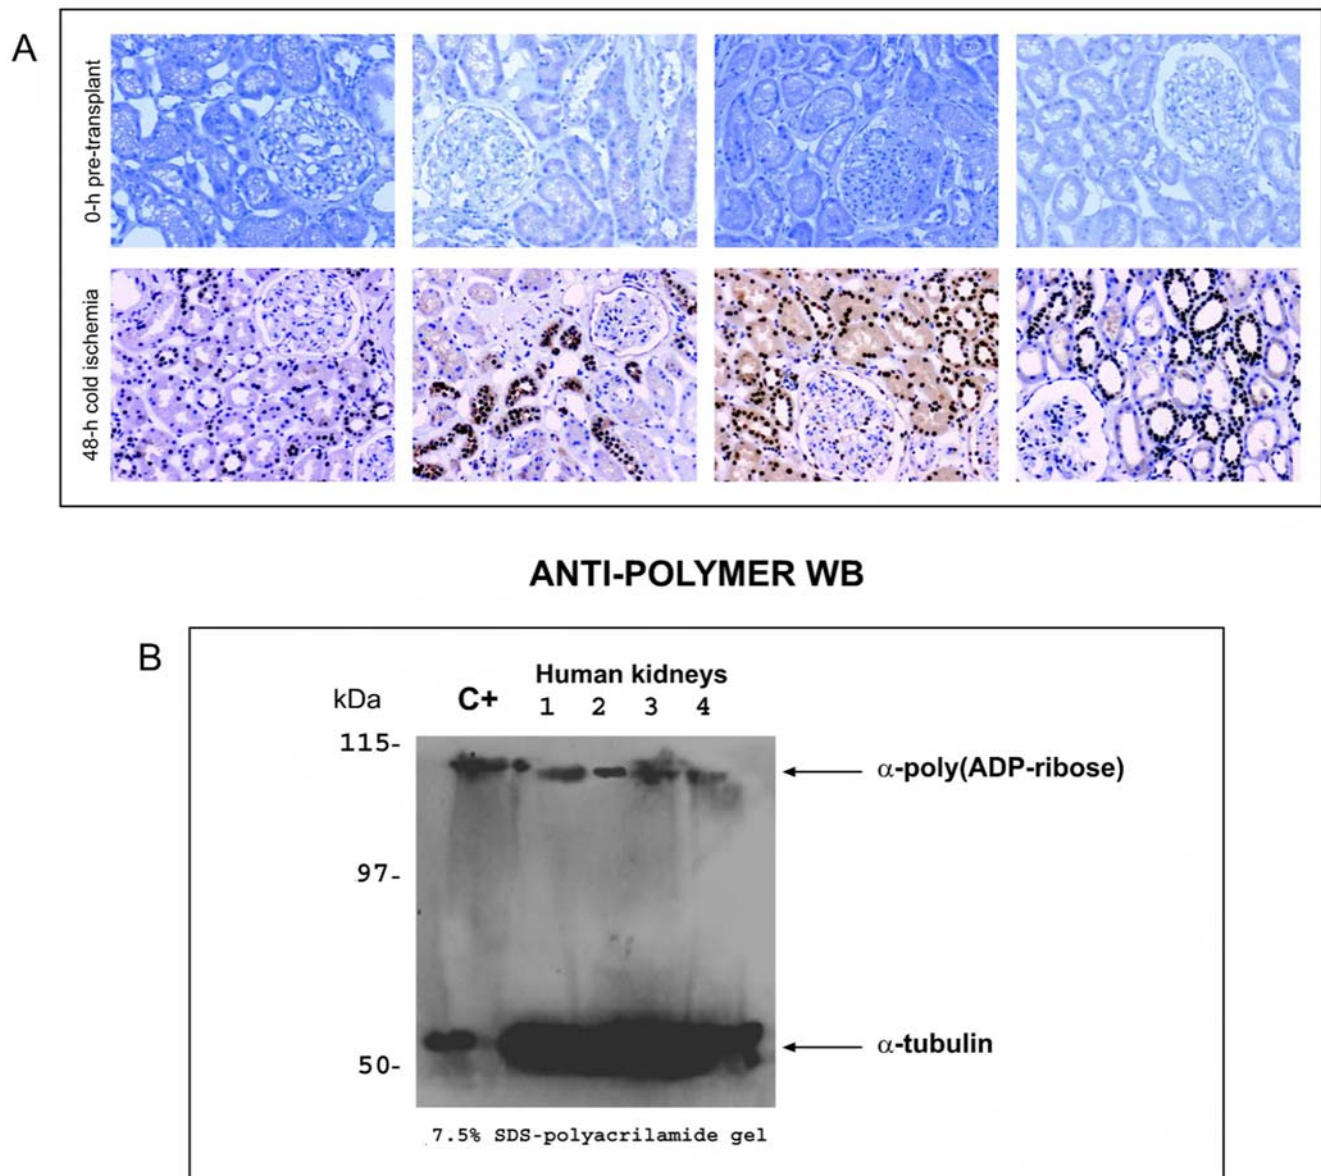 A
0-h pre-transplant
48-h cold ischemia
ANTI-POLYMER WB
B
Human kidneys
kDa
C+
1 2 3 4
115-
α-poly(ADP-ribose)
97-
α-tubulin
50-
7.5% SDS-polyacrilamide gel